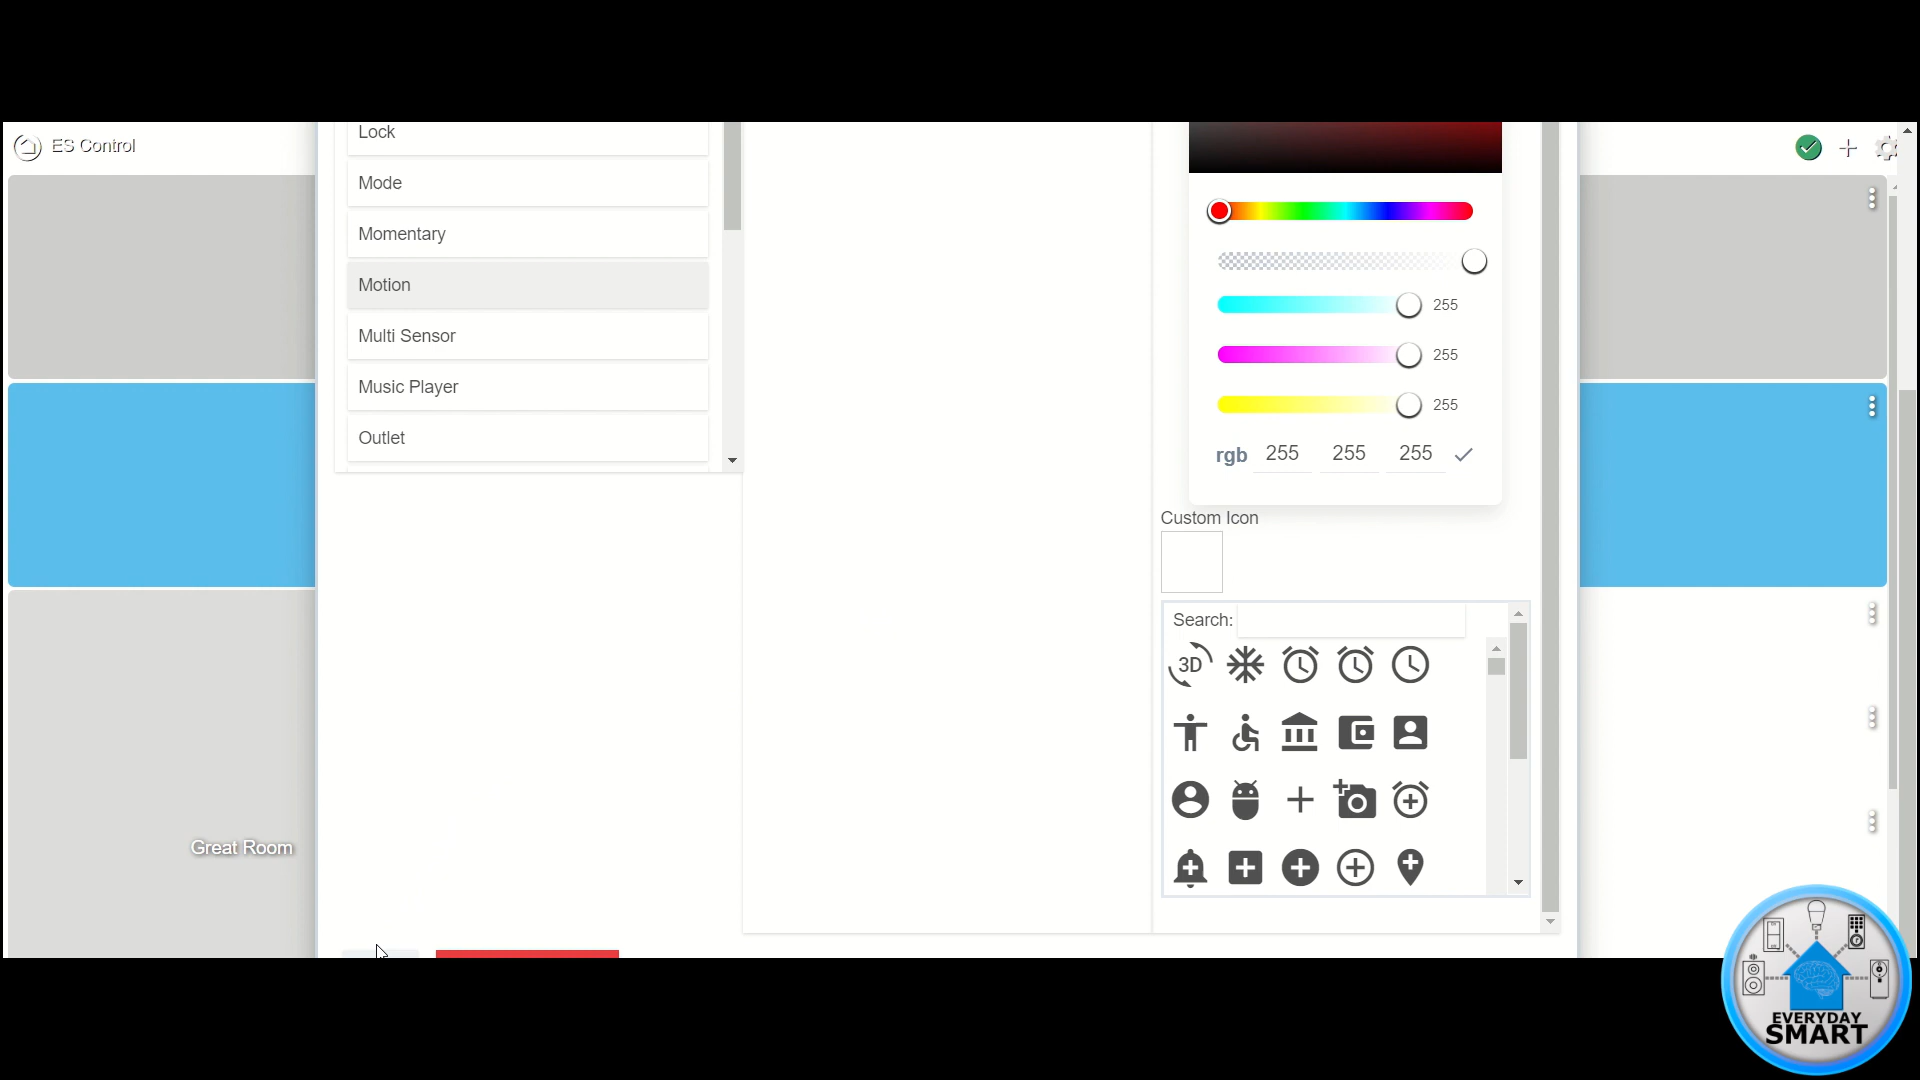 ES Control
Lock
Mode
Momentary
Motion
Multi Sensor
Music Player
Outlet
255
255
255
rgb 255 255 255
Custom Icon
Search:
3D
Great Room
EVERYDAY
SMART